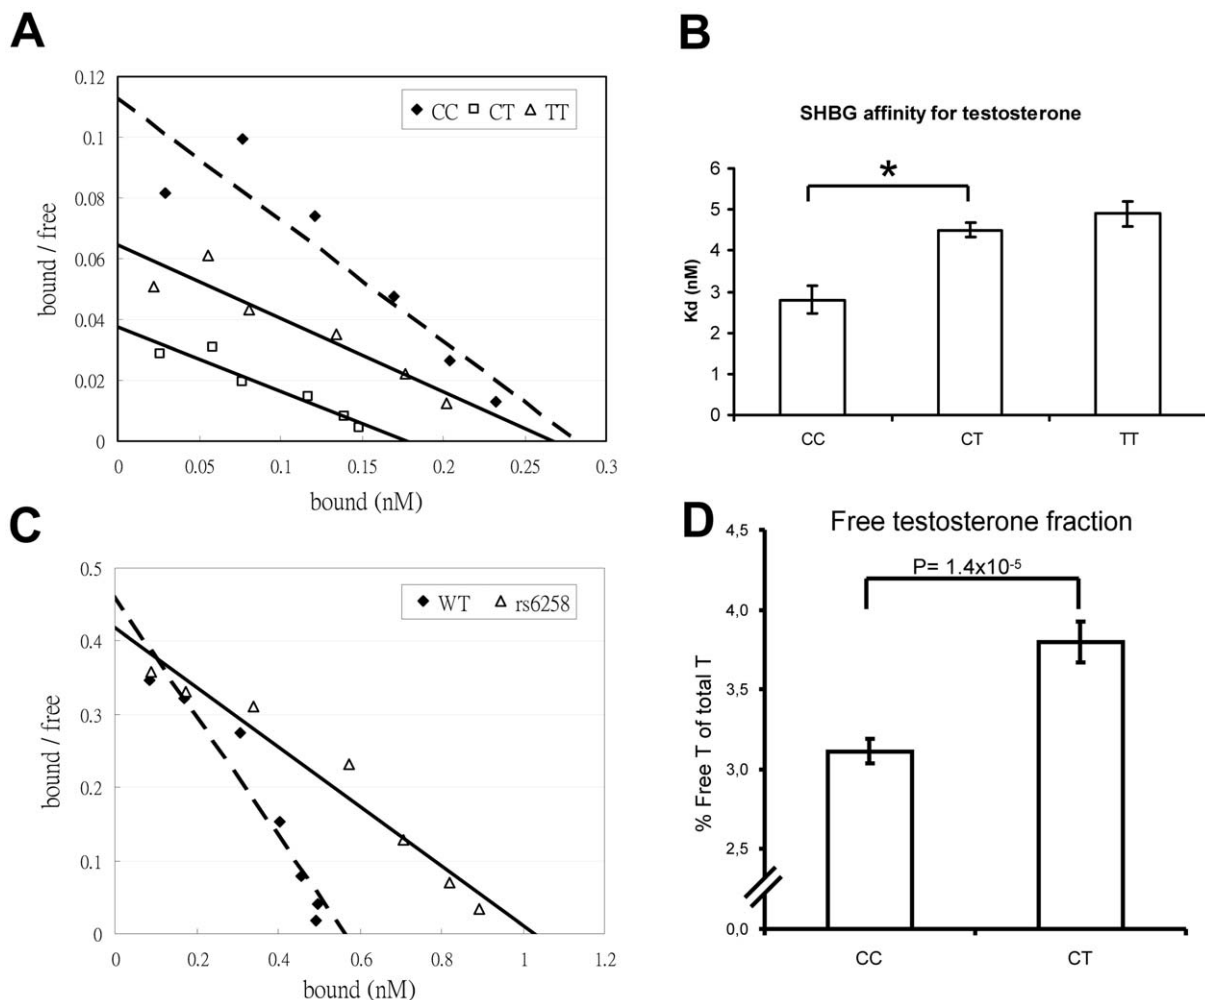 A
0.12
0.1
0.08
0.06
0.04
0.02
0
bound / free
CC CT TT
0 0.05 0.1 0.15 0.2 0.25 0.3
bound (nM)
B
SHBG affinity for testosterone
6
5
4
3
2
1
0
Kd (nM)
*
CC CT TT
C
0.5
0.4
0.3
0.2
0.1
0
bound / free
WT rs6258
0 0.2 0.4 0.6 0.8 1 1.2
bound (nM)
D
Free testosterone fraction
P= 1.4x10⁻⁵
4,5
4,0
3,5
3,0
2,5
0,0
% Free T of total T
CC CT